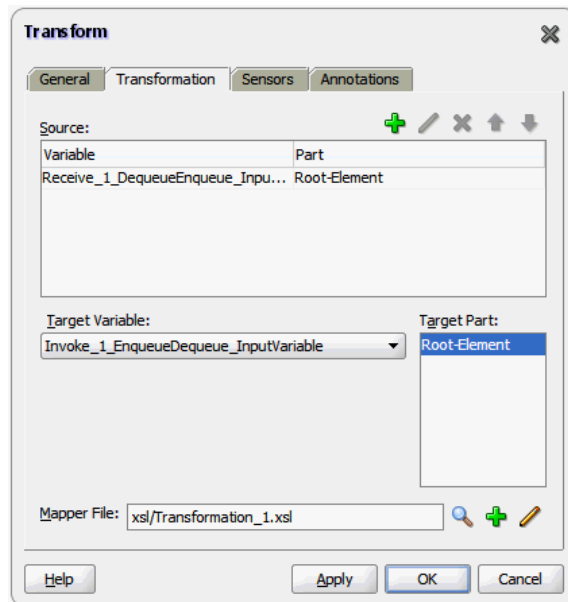 Transform
General Transformation Sensors Annotations
Source:
Variable Part
Receive_1_DequeueEnqueue_Inpu... Root-Element
Target Variable: Target Part:
Invoke_1_EnqueueDequeue_InputVariable Root-Element
Mapper File: xsl/Transformation_1.xsl
Help Apply OK Cancel